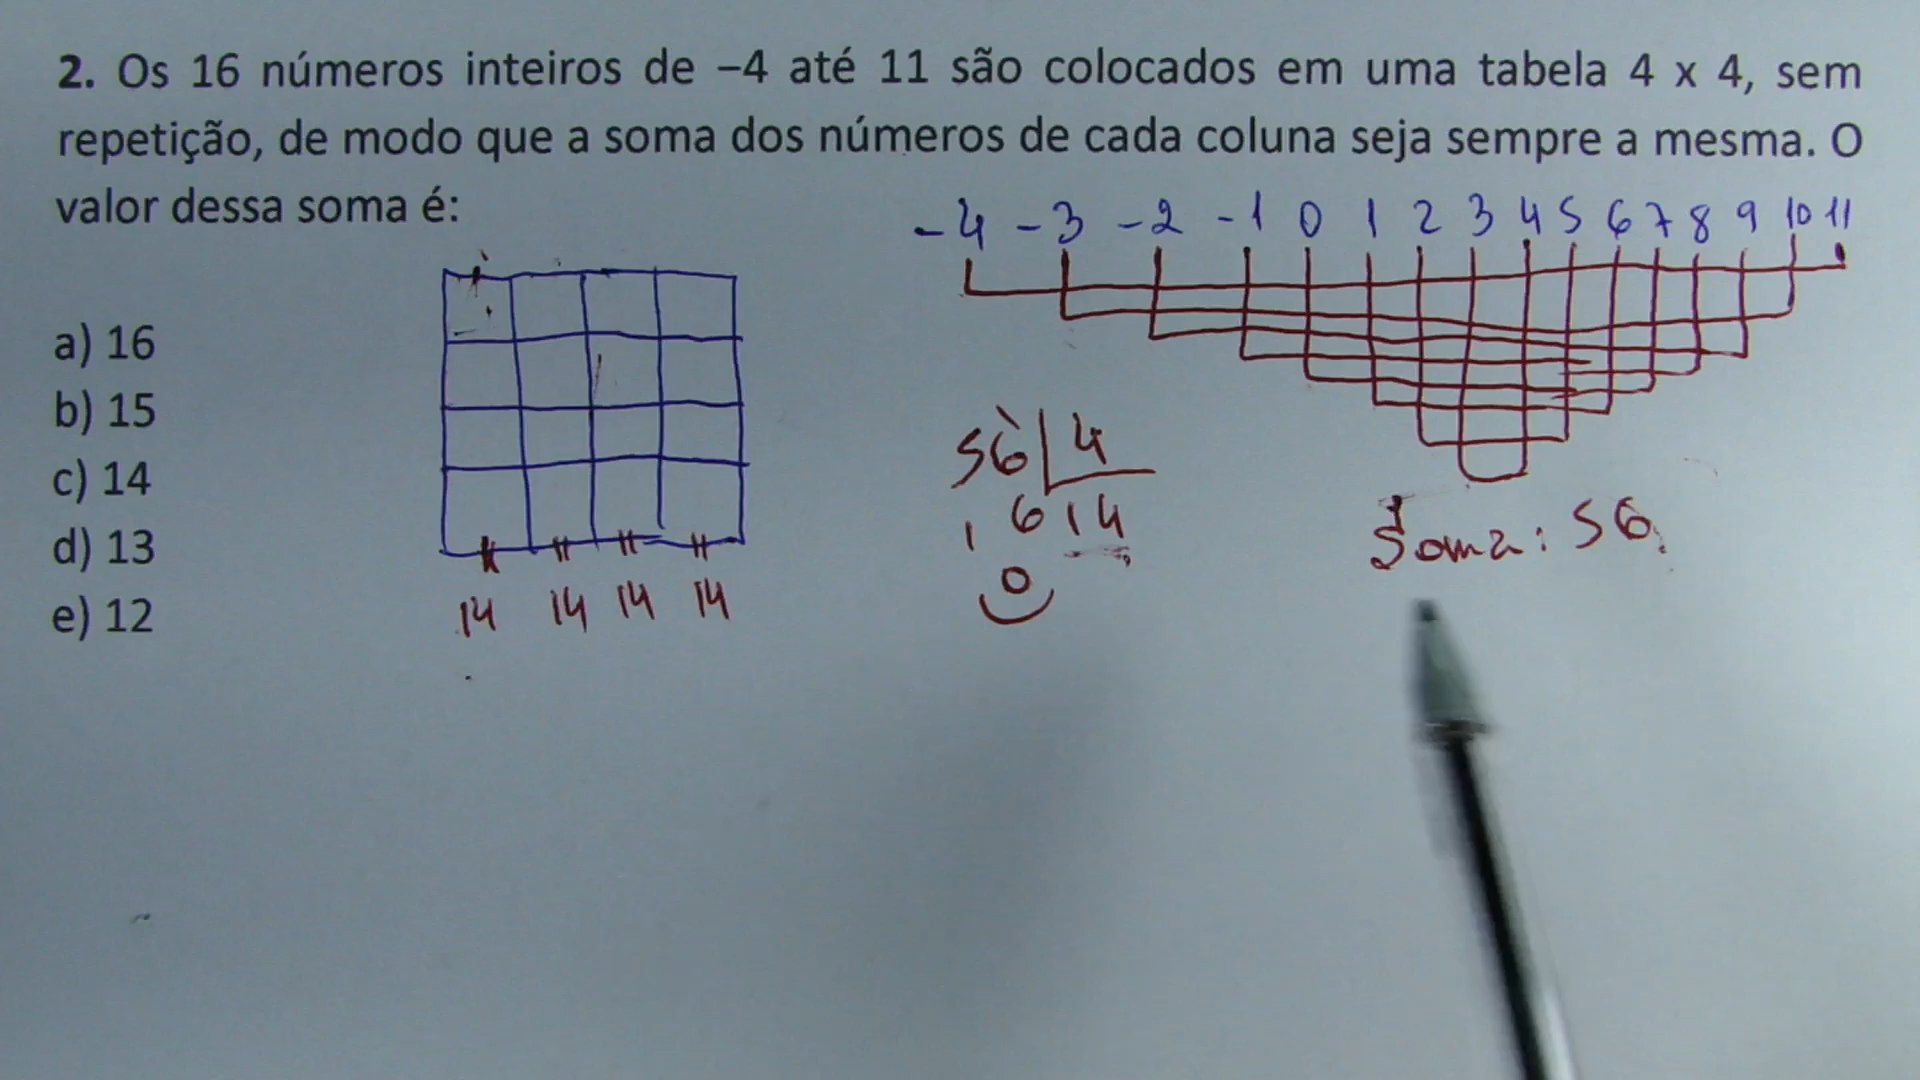 2. Os 16 números inteiros de –4 até 11 são colocados em uma tabela 4 x 4, sem
repetição, de modo que a soma dos números de cada coluna seja sempre a mesma. O
valor dessa soma é:
-4 -3 -2 -1 0 1 2 3 4 5 6 7 8 9 10 11
a) 16
b) 15
c) 14
d) 13
e) 12
14 14 14 14
56 4
16 14
0
Soma: 56